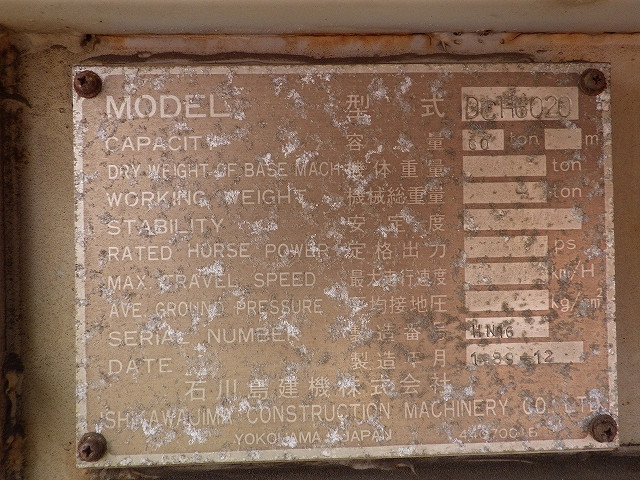 MODEL 型式 DCH6020
CAPACITY 容量 60 ton m
DRY WEIGHT OF BASE MACH 機体重量 ton
WORKING WEIGHT 機械総重量 ton
STABILITY 安定度
RATED HORSE POWER 定格出力 ps
MAX TRAVEL SPEED 最大走行速度 km/H
AVE. GROUND PRESSURE 平均接地圧 kg/cm²
SERIAL NUMBER 製造番号 HN16
DATE 製造年月 1989-12
石川島建機株式会社
ISHIKAWAJIMA CONSTRUCTION MACHINERY CO. LTD.
YOKOHAMA JAPAN